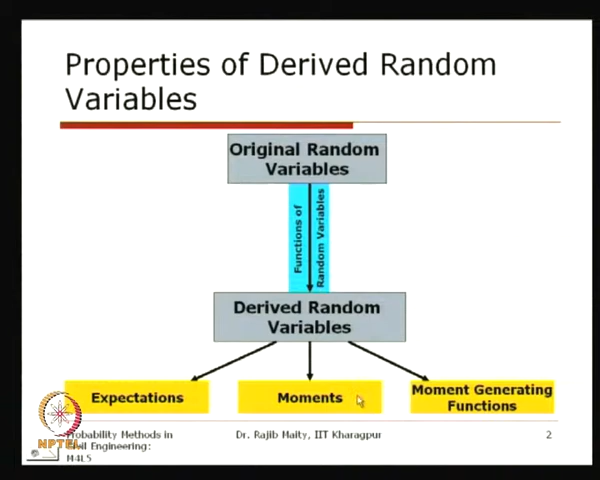 Properties of Derived Random
Variables
Original Random
Variables
Functions of
Random Variables
Derived Random
Variables
Expectations
Moments
Moment Generating
Functions
Probability Methods in
Civil Engineering:
M4L5
Dr. Rajib Maity, IIT Kharagpur
2
NPTEL